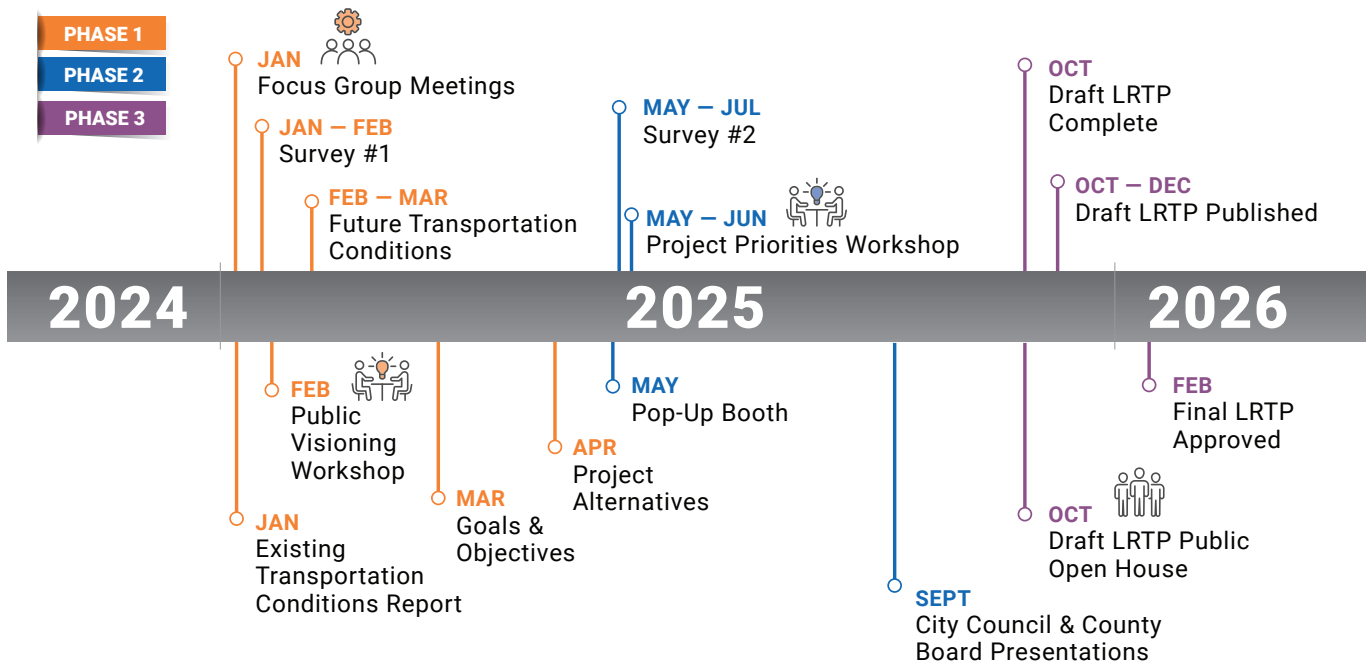 PHASE 1
PHASE 2
PHASE 3
JAN
Focus Group Meetings
JAN — FEB
Survey #1
FEB — MAR
Future Transportation
Conditions
MAY — JUL
Survey #2
MAY — JUN
Project Priorities Workshop
OCT
Draft LRTP
Complete
OCT — DEC
Draft LRTP Published
2024
2025
2026
FEB
Public
Visioning
Workshop
JAN
Existing
Transportation
Conditions Report
MAR
Goals &
Objectives
APR
Project
Alternatives
MAY
Pop-Up Booth
SEPT
City Council & County
Board Presentations
OCT
Draft LRTP Public
Open House
FEB
Final LRTP
Approved